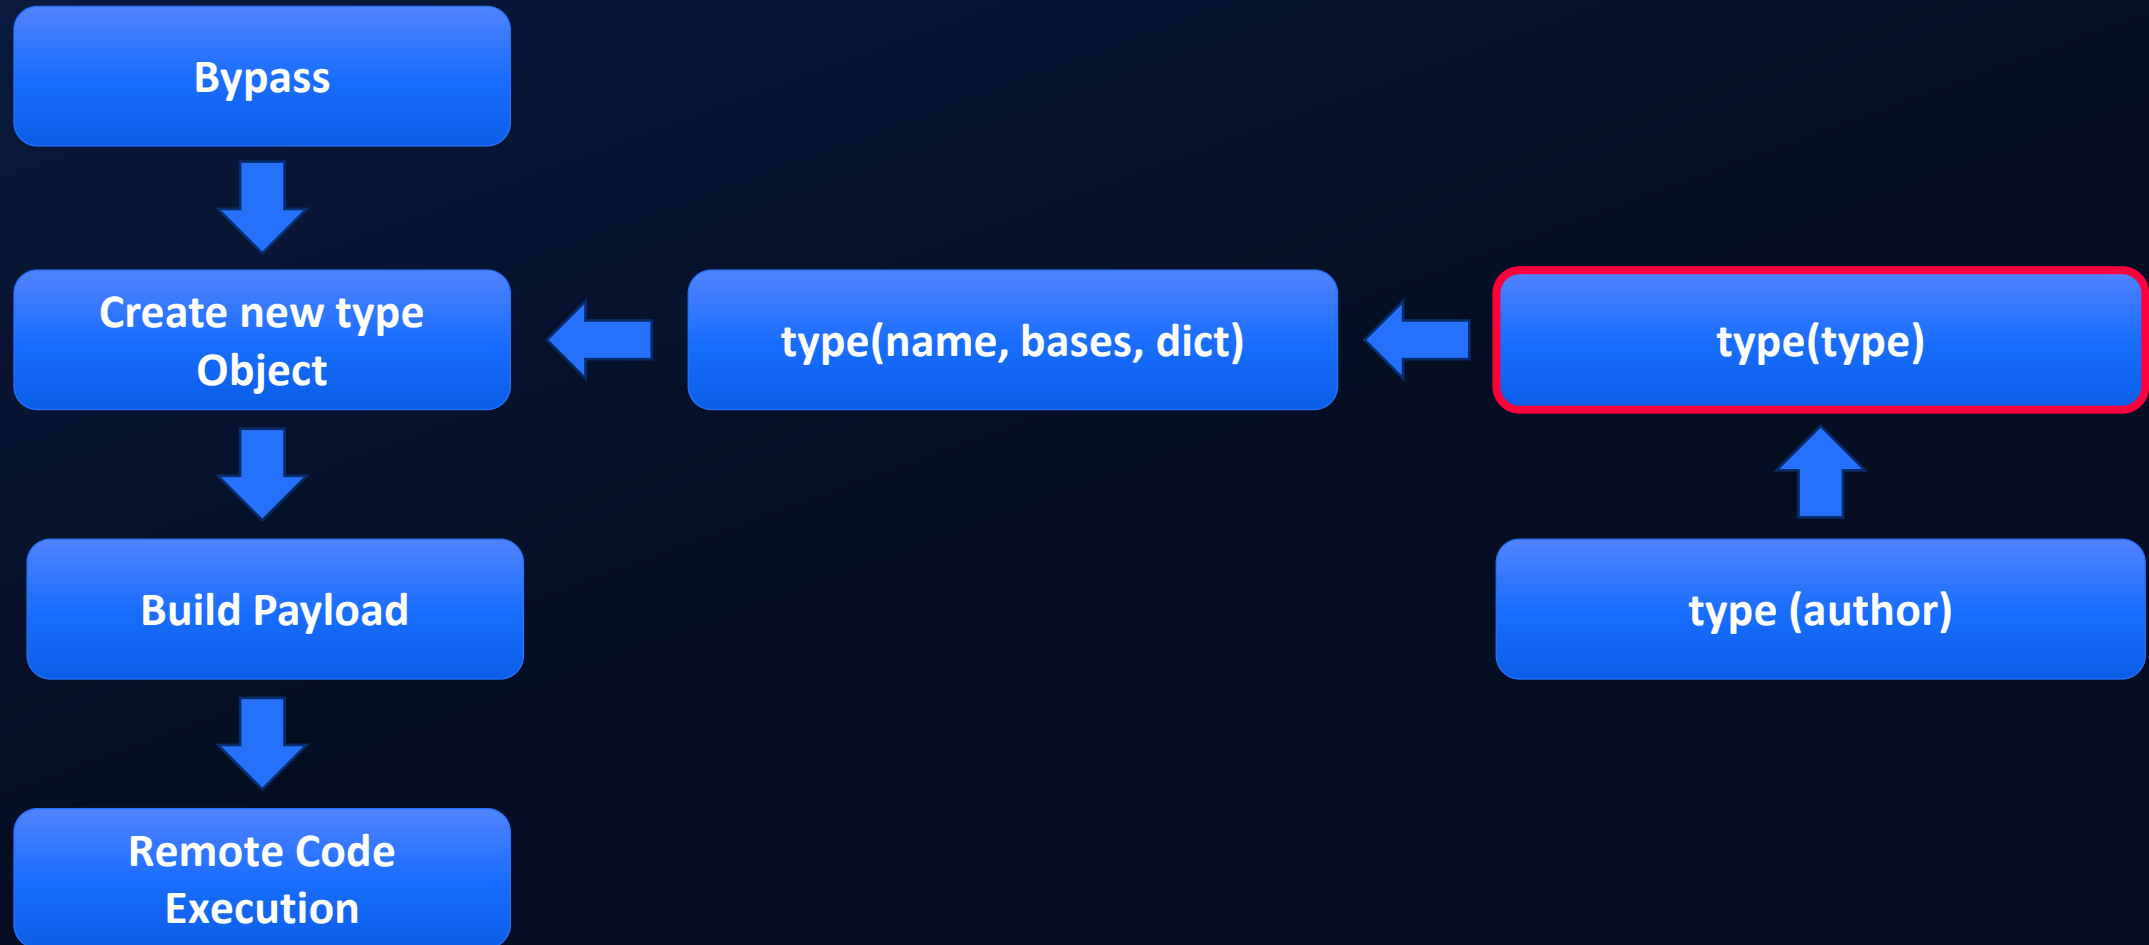 Bypass
Create new type
Object
type(name, bases, dict)
type(type)
Build Payload
type (author)
Remote Code
Execution